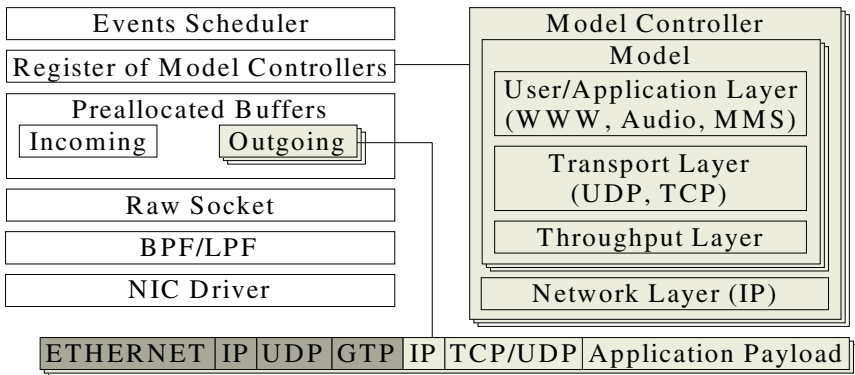 Events Scheduler
Register of Model Controllers
Preallocated Buffers
Incoming
Outgoing
Raw Socket
BPF/LPF
NIC Driver
Model Controller
Model
User/Application Layer
(WWW, Audio, MMS)
Transport Layer
(UDP, TCP)
Throughput Layer
Network Layer (IP)
ETHERNET IP UDP GTP IP TCP/UDP Application Payload